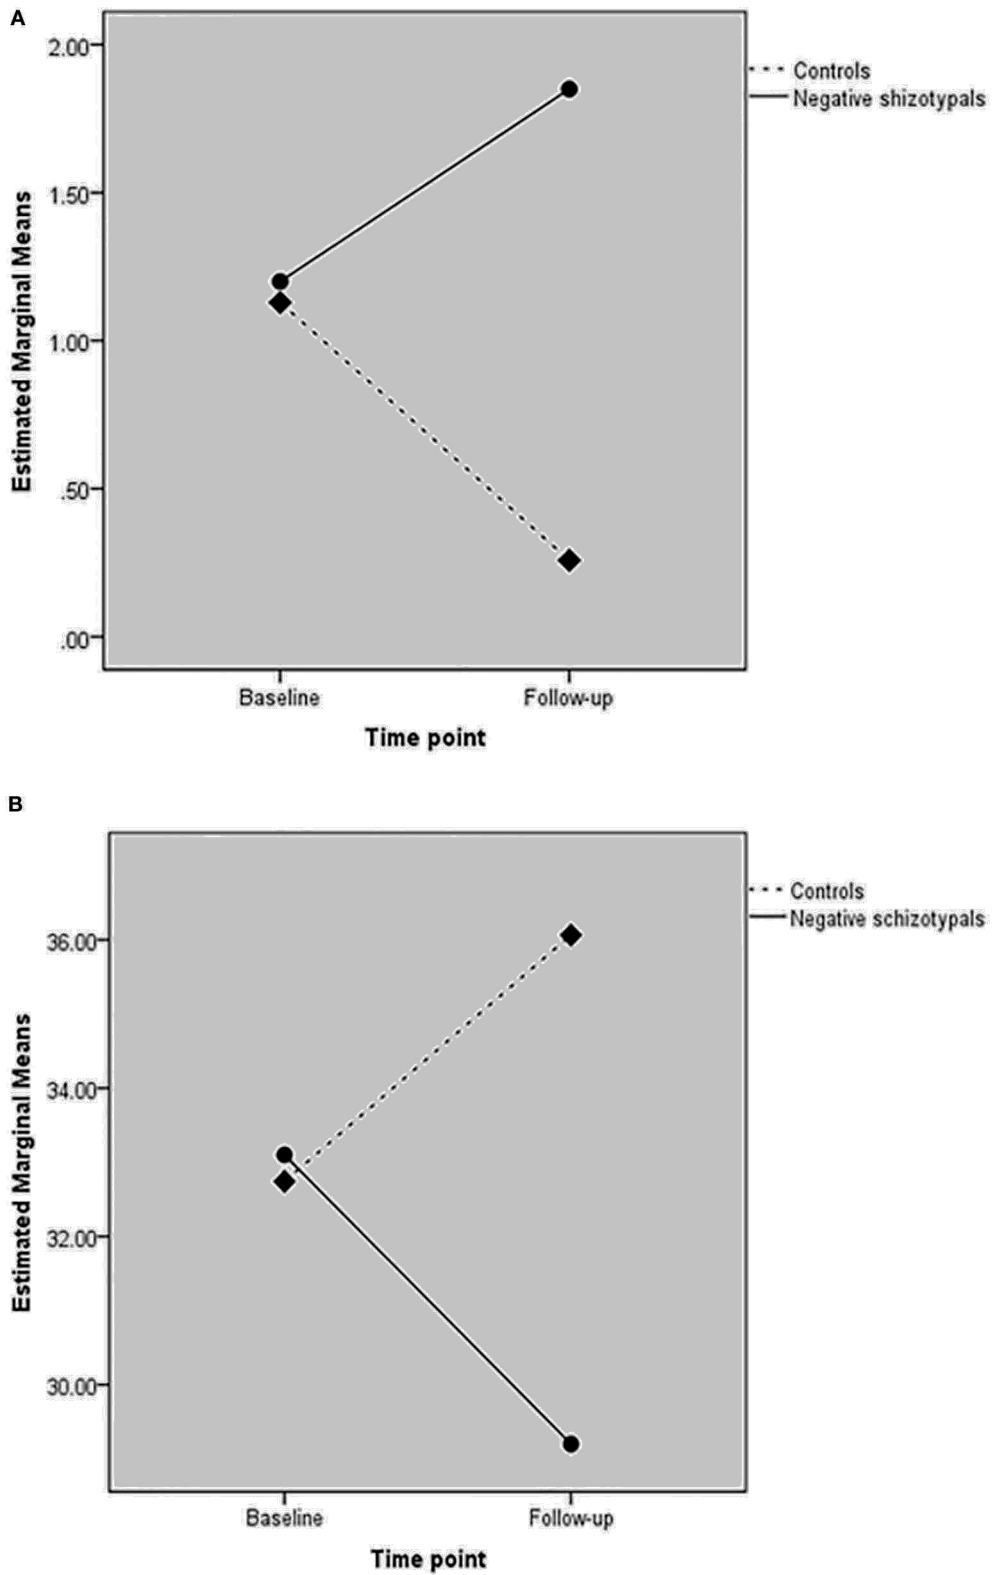 A
2.00
1.50
1.00
.50
.00
Estimated Marginal Means
Baseline
Follow-up
Time point
Controls
Negative shizotypals
B
36.00
34.00
32.00
30.00
Estimated Marginal Means
Baseline
Follow-up
Time point
Controls
Negative schizotypals